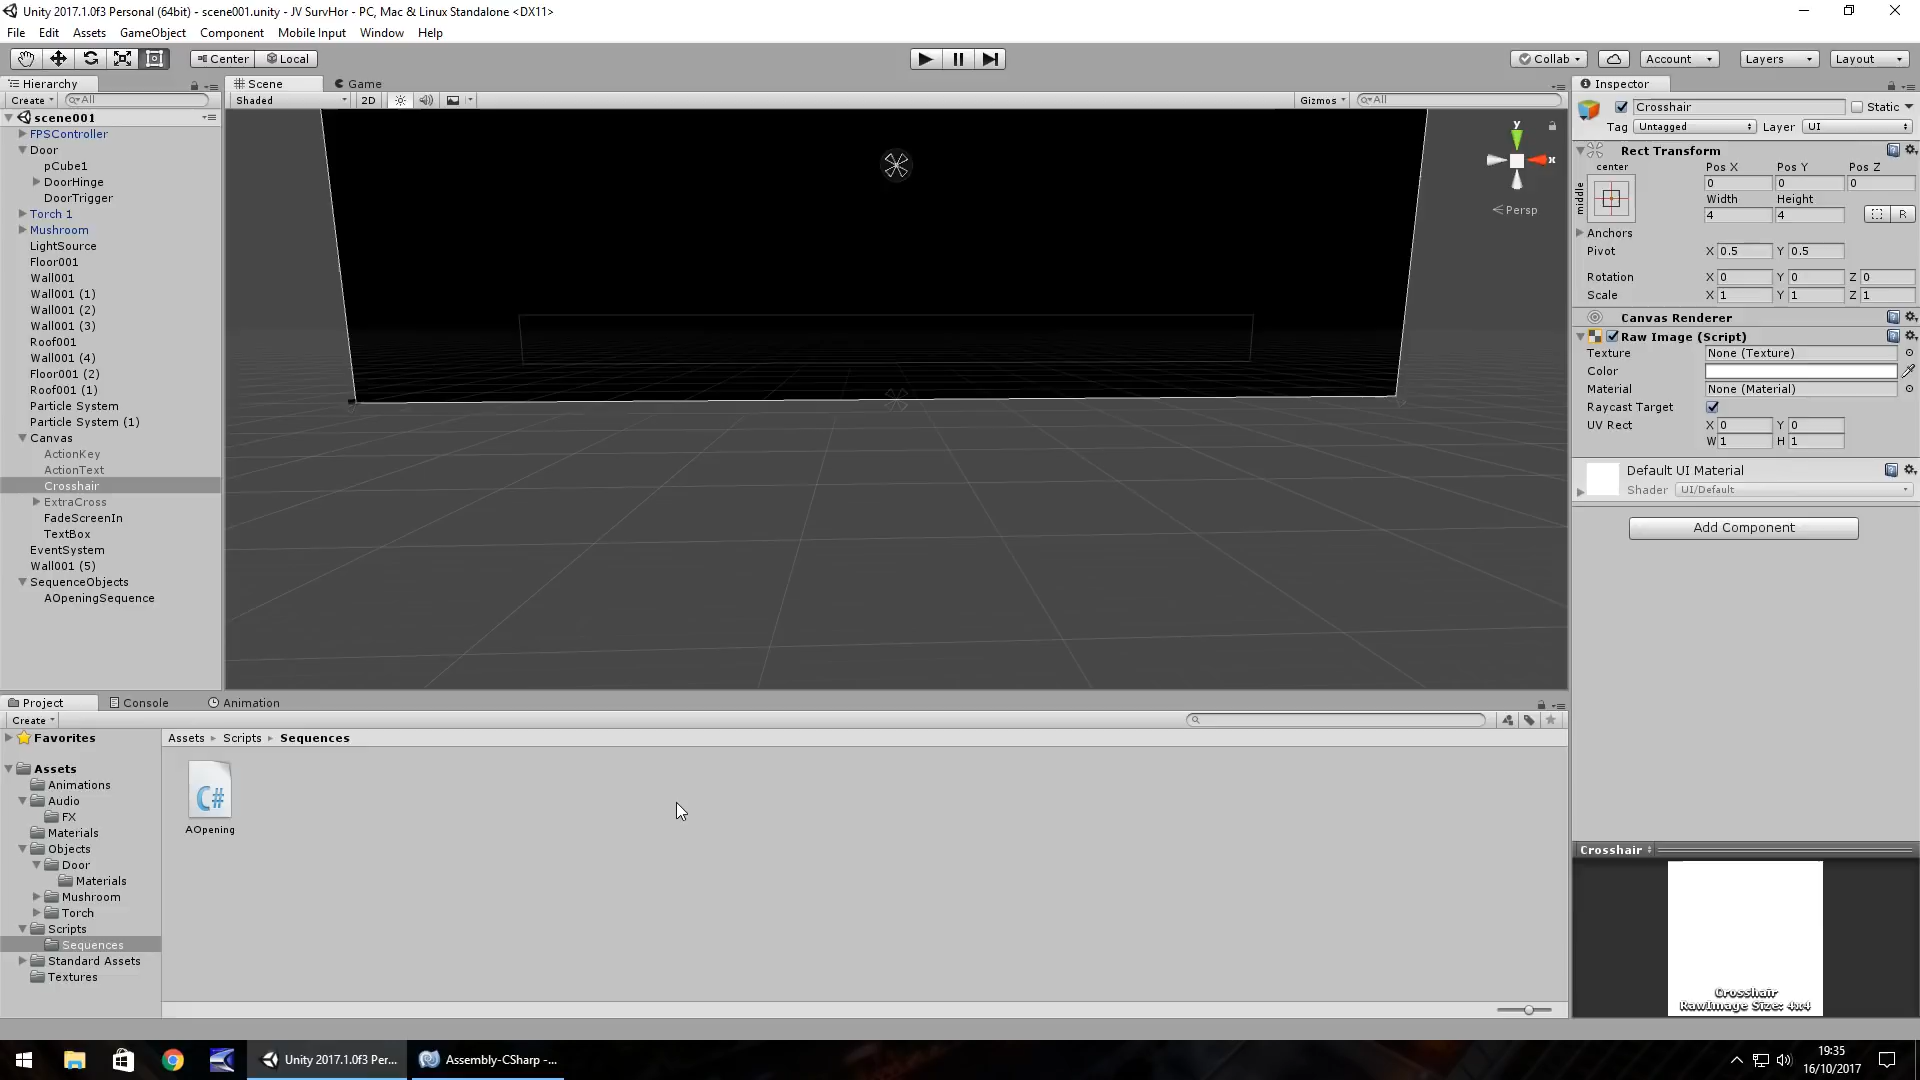 Unity 2017.1.0f3 Personal (64bit) - scene001.unity - JV SurvHor - PC, Mac & Linux Standalone <DX11>
File Edit Assets GameObject Component Mobile Input Window Help
Center Local Collab Account Layers Layout
Hierarchy
Create All
scene001
FPSController
Door
pCube1
DoorHinge
DoorTrigger
Torch 1
Mushroom
LightSource
Floor001
Wall001
Wall001 (1)
Wall001 (2)
Wall001 (3)
Roof001
Wall001 (4)
Floor001 (2)
Roof001 (1)
Particle System
Particle System (1)
Canvas
ActionKey
ActionText
Crosshair
ExtraCross
FadeScreenIn
TextBox
EventSystem
Wall001 (5)
SequenceObjects
AOpeningSequence
Scene Game
Shaded 2D Gizmos All
y
x
Persp
Inspector
Crosshair Static
Tag Untagged Layer UI
Rect Transform
center Pos X Pos Y Pos Z
middle 0 0 0
Width Height
4 4 R
Anchors
Pivot X 0.5 Y 0.5
Rotation X 0 Y 0 Z 0
Scale X 1 Y 1 Z 1
Canvas Renderer
Raw Image (Script)
Texture None (Texture)
Color
Material None (Material)
Raycast Target
UV Rect X 0 Y 0
W 1 H 1
Default UI Material
Shader UI/Default
Add Component
Crosshair
Crosshair
RawImage Size: 4x4
Project Console Animation
Create
Favorites
Assets
Animations
Audio
FX
Materials
Objects
Door
Materials
Mushroom
Torch
Scripts
Sequences
Standard Assets
Textures
Assets Scripts Sequences
C#
AOpening
Unity 2017.1.0f3 Per... Assembly-CSharp -...
19:35
16/10/2017